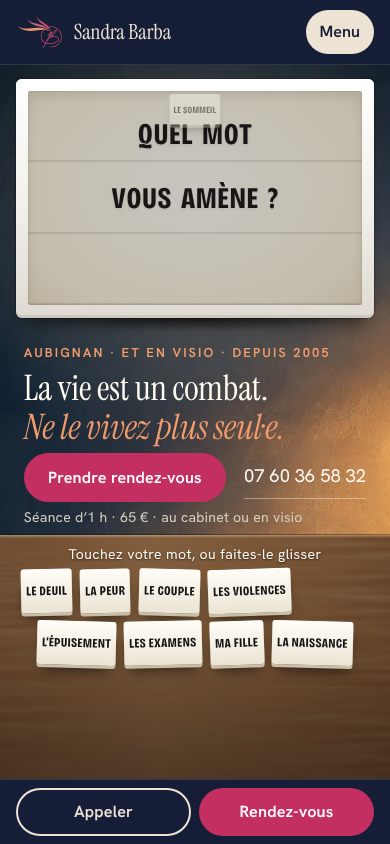 Sandra Barba
Menu
LE SOMMEIL
QUEL MOT
VOUS AMÈNE ?
AUBIGNAN · ET EN VISIO · DEPUIS 2005
La vie est un combat.
Ne le vivez plus seul·e.
Prendre rendez-vous
07 60 36 58 32
Séance d’1 h · 65 € · au cabinet ou en visio
Touchez votre mot, ou faites-le glisser
LE DEUIL
LA PEUR
LE COUPLE
LES VIOLENCES
L’ÉPUISEMENT
LES EXAMENS
MA FILLE
LA NAISSANCE
Appeler
Rendez-vous